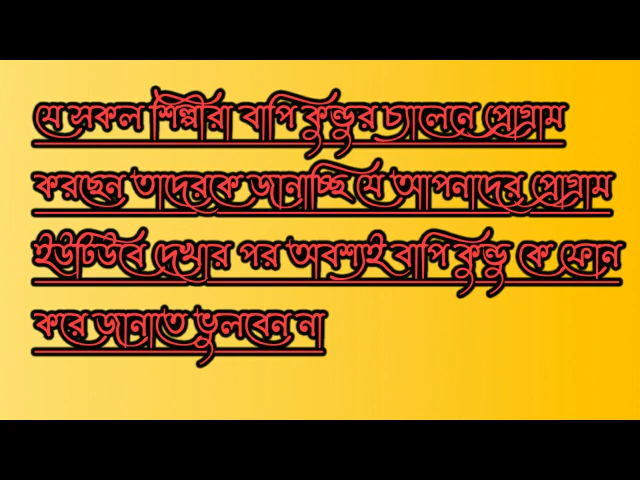 যে সকল শিল্পীরা বাপি কুন্ডুর চ্যালেনে প্রোগ্রাম
করছেন তাদেরকে জানাচ্ছি যে আপনাদের প্রোগ্রাম
ইউটিউবে দেখার পর অবশ্যই বাপি কুন্ডু কে ফোন
করে জানাতে ভুলবেন না